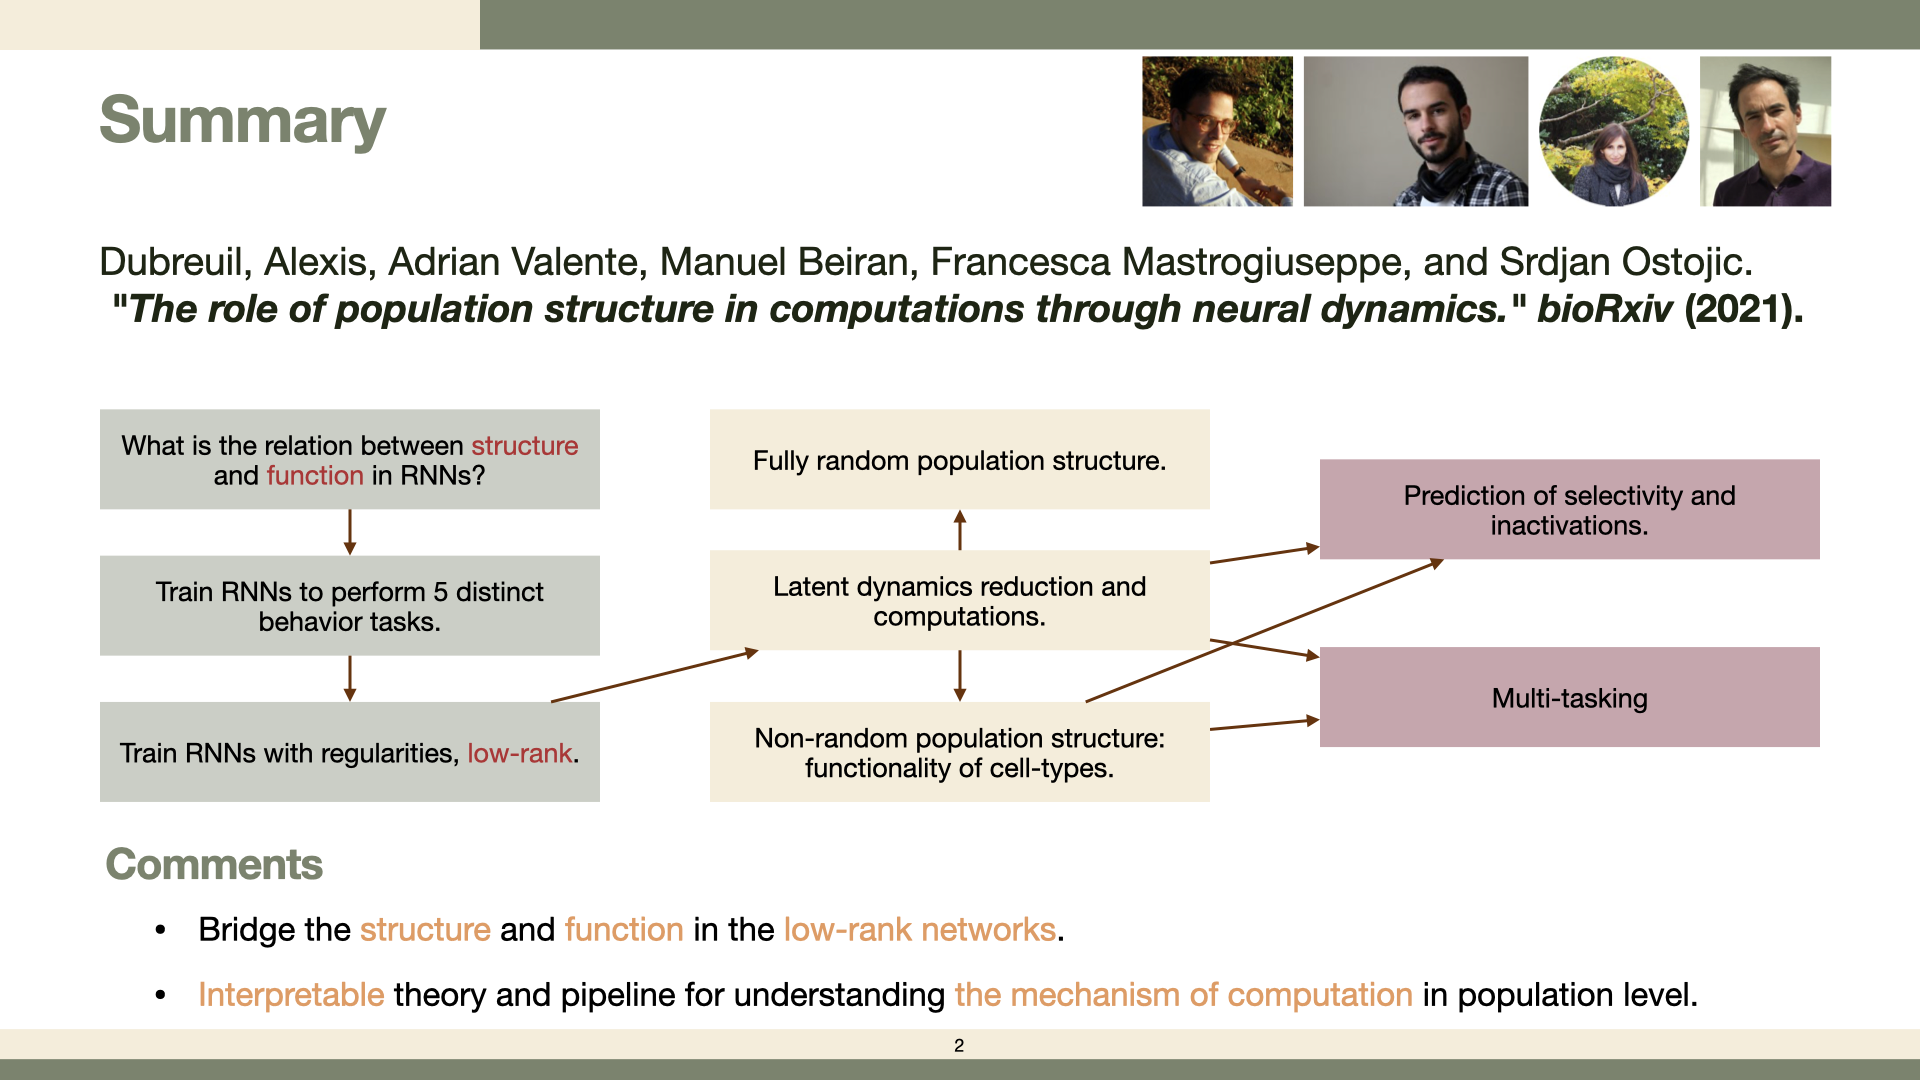 Summary
Dubreuil, Alexis, Adrian Valente, Manuel Beiran, Francesca Mastrogiuseppe, and Srdjan Ostojic.
"The role of population structure in computations through neural dynamics." bioRxiv (2021).
What is the relation between structure
and function in RNNs?
Train RNNs to perform 5 distinct
behavior tasks.
Train RNNs with regularities, low-rank.
Fully random population structure.
Latent dynamics reduction and
computations.
Non-random population structure:
functionality of cell-types.
Prediction of selectivity and
inactivations.
Multi-tasking
Comments
• Bridge the structure and function in the low-rank networks.
• Interpretable theory and pipeline for understanding the mechanism of computation in population level.
2